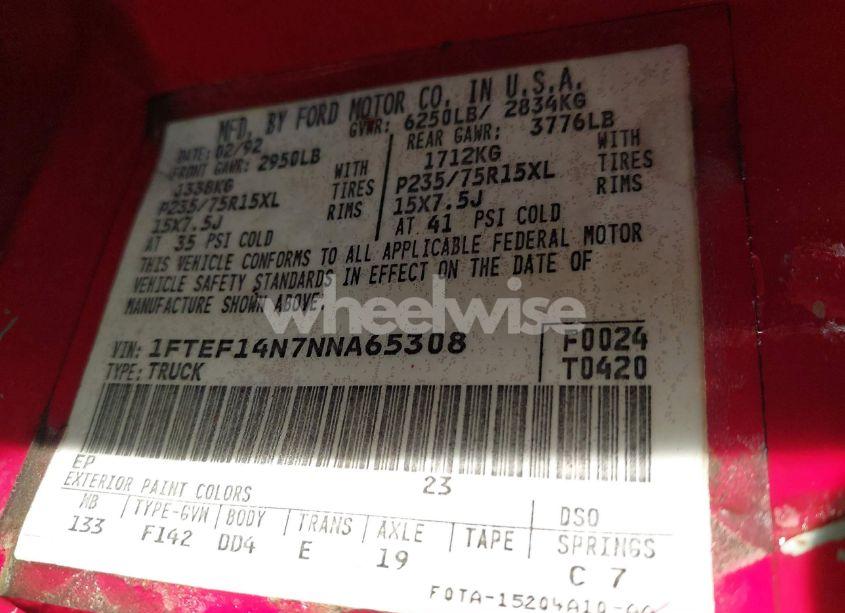 MFD. BY FORD MOTOR CO. IN U.S.A.
DATE: 02/92 GVWR: 6250LB/ 2834KG
FRONT GAWR: 2950LB REAR GAWR: 3776LB
1338KG WITH 1712KG WITH
P235/75R15XL TIRES P235/75R15XL TIRES
15X7.5J RIMS 15X7.5J RIMS
AT 35 PSI COLD AT 41 PSI COLD
THIS VEHICLE CONFORMS TO ALL APPLICABLE FEDERAL MOTOR
VEHICLE SAFETY STANDARDS IN EFFECT ON THE DATE OF
MANUFACTURE SHOWN ABOVE.
wheelwise
VIN: 1FTEF14N7NNA65308 F0024
TYPE: TRUCK T0420
EP 23
EXTERIOR PAINT COLORS DSO
WB TYPE-GVW BODY TRANS AXLE TAPE SPRINGS
133 F142 DD4 E 19 C 7
FOTA-15204A10-